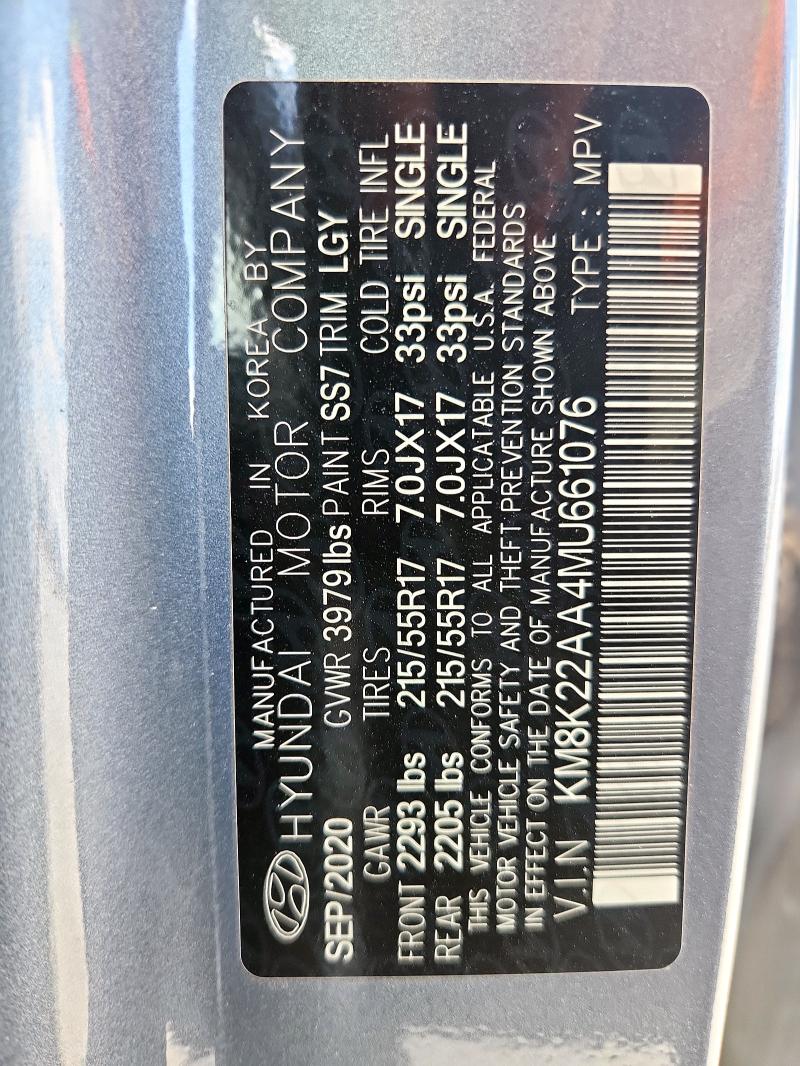 MANUFACTURED IN KOREA BY
HYUNDAI MOTOR COMPANY
SEP/2020 GVWR 3979lbs PAINT SS7 TRIM LGY
GAWR TIRES RIMS COLD TIRE INFL
FRONT 2293 lbs 215/55R17 7.0JX17 33psi SINGLE
REAR 2205 lbs 215/55R17 7.0JX17 33psi SINGLE
THIS VEHICLE CONFORMS TO ALL APPLICATABLE U.S.A. FEDERAL
MOTOR VEHICLE SAFETY AND THEFT PREVENTION STANDARDS
IN EFFECT ON THE DATE OF MANUFACTURE SHOWN ABOVE
V.I.N KM8K22AA4MU661076 TYPE : MPV